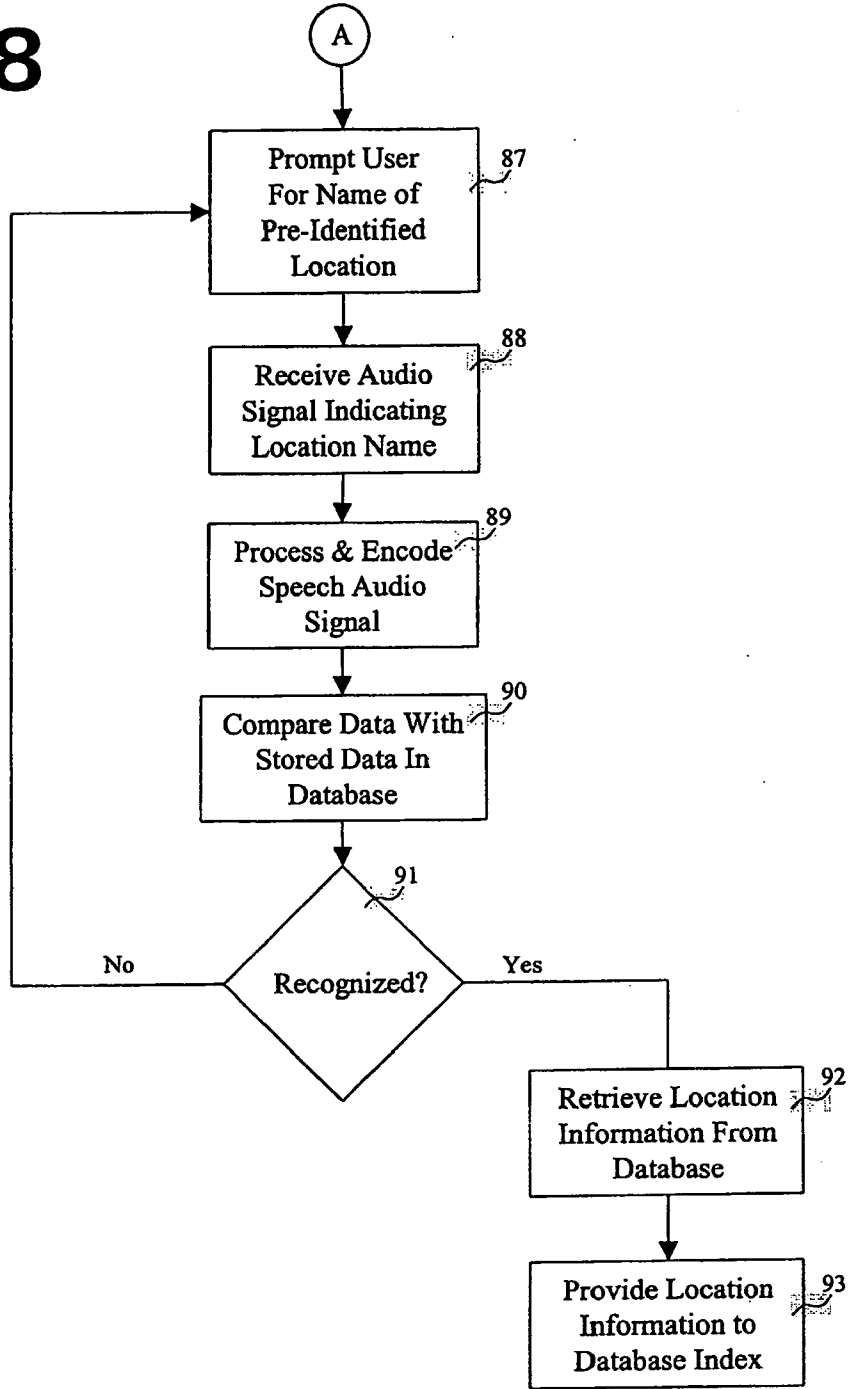 8
A
Prompt User
For Name of
Pre-Identified
Location
87
Receive Audio
Signal Indicating
Location Name
88
Process & Encode
Speech Audio
Signal
89
Compare Data With
Stored Data In
Database
90
Recognized?
91
No
Yes
Retrieve Location
Information From
Database
92
Provide Location
Information to
Database Index
93